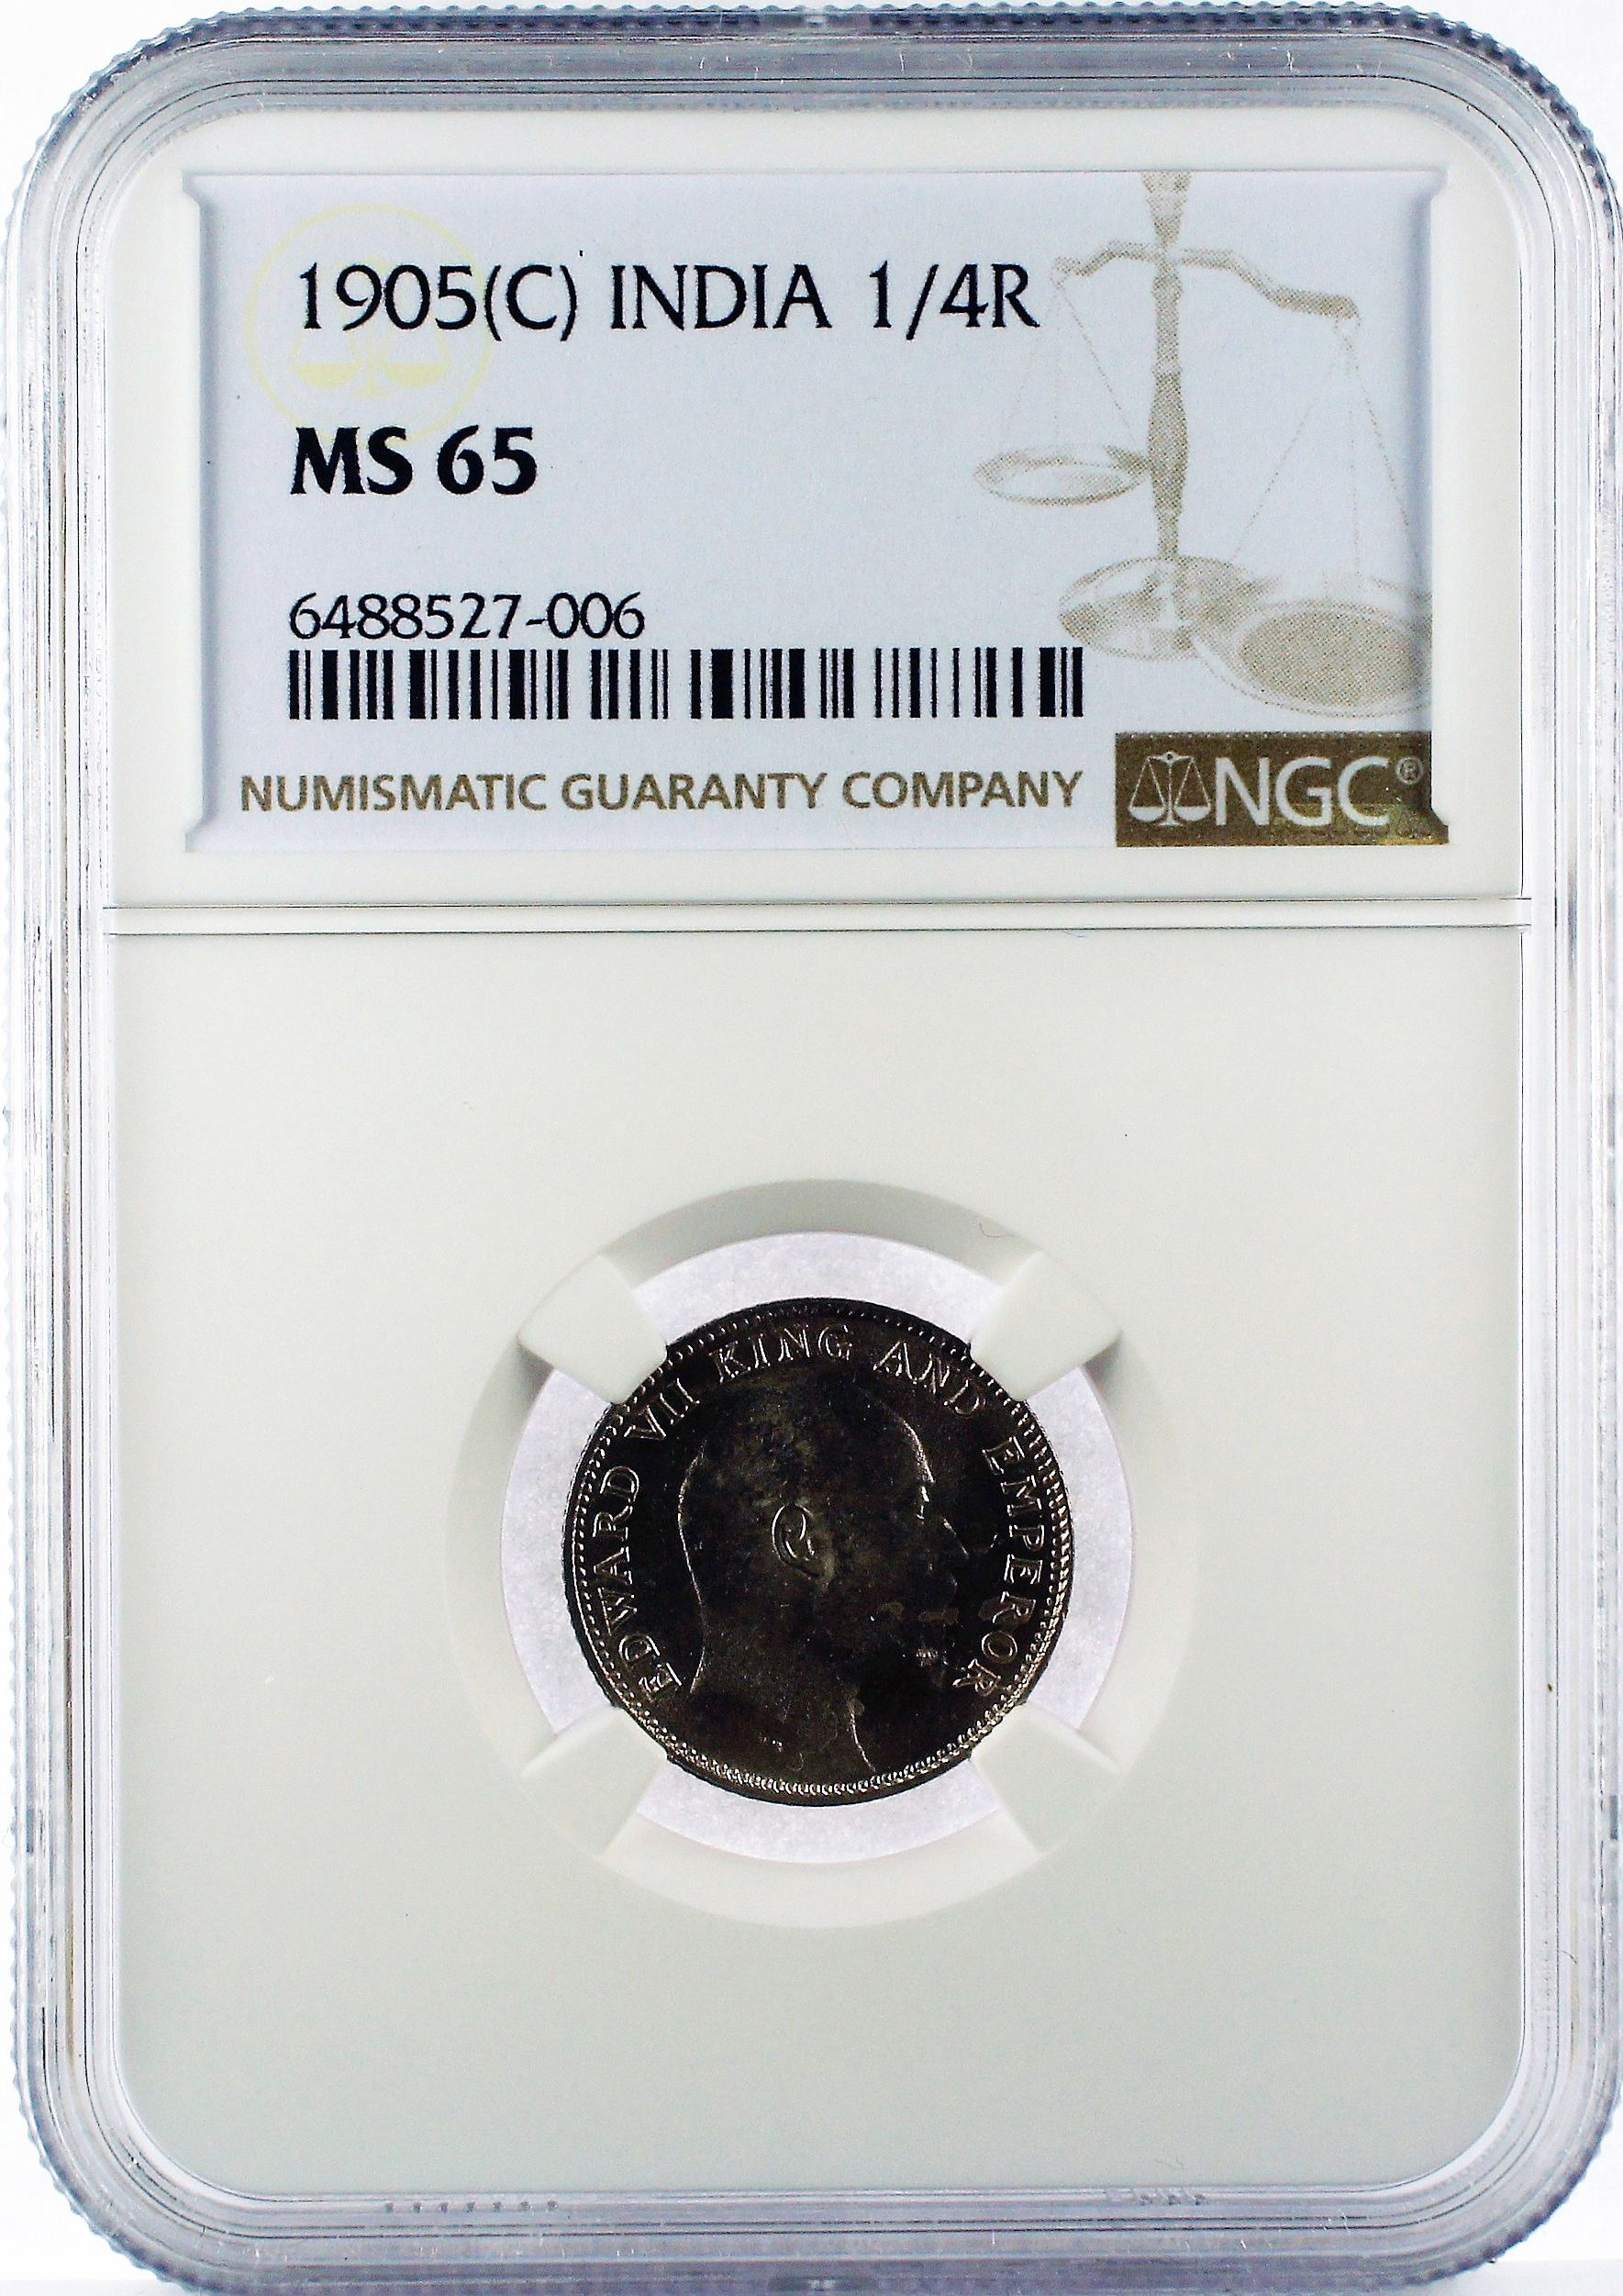 1905(C) INDIA 1/4R
MS 65
6488527-006
NUMISMATIC GUARANTY COMPANY
NGC®
EDWARD VII KING AND EMPEROR